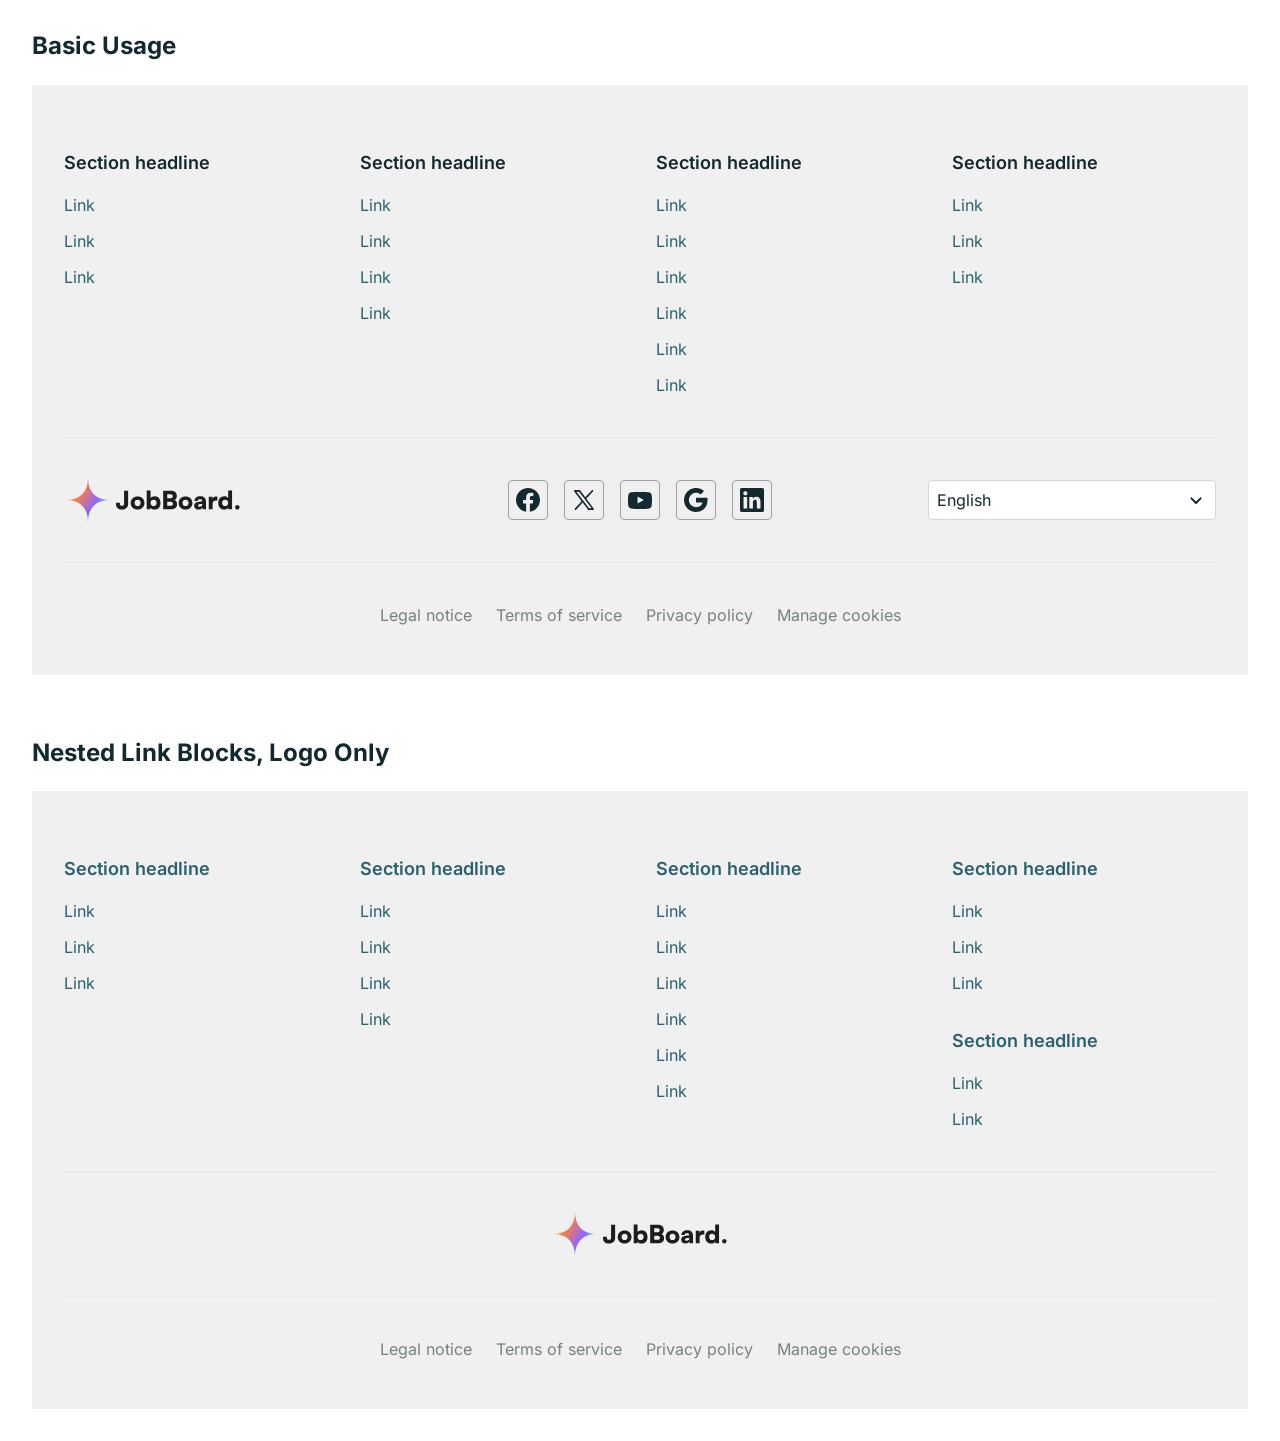 Basic Usage
Section headline
Link
Link
Link
Section headline
Link
Link
Link
Link
Section headline
Link
Link
Link
Link
Link
Link
Section headline
Link
Link
Link
JobBoard.
English
Legal notice Terms of service Privacy policy Manage cookies
Nested Link Blocks, Logo Only
Section headline
Link
Link
Link
Section headline
Link
Link
Link
Link
Section headline
Link
Link
Link
Link
Link
Link
Section headline
Link
Link
Link
Section headline
Link
Link
JobBoard.
Legal notice Terms of service Privacy policy Manage cookies